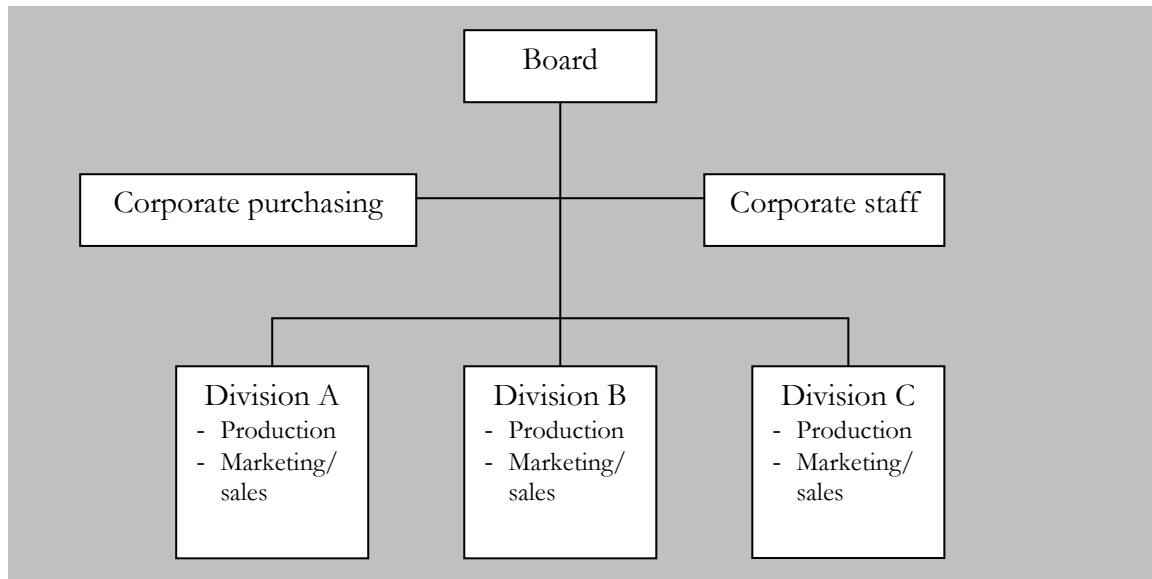 Board
Corporate purchasing
Corporate staff
Division A
- Production
- Marketing/
sales
Division B
- Production
- Marketing/
sales
Division C
- Production
- Marketing/
sales